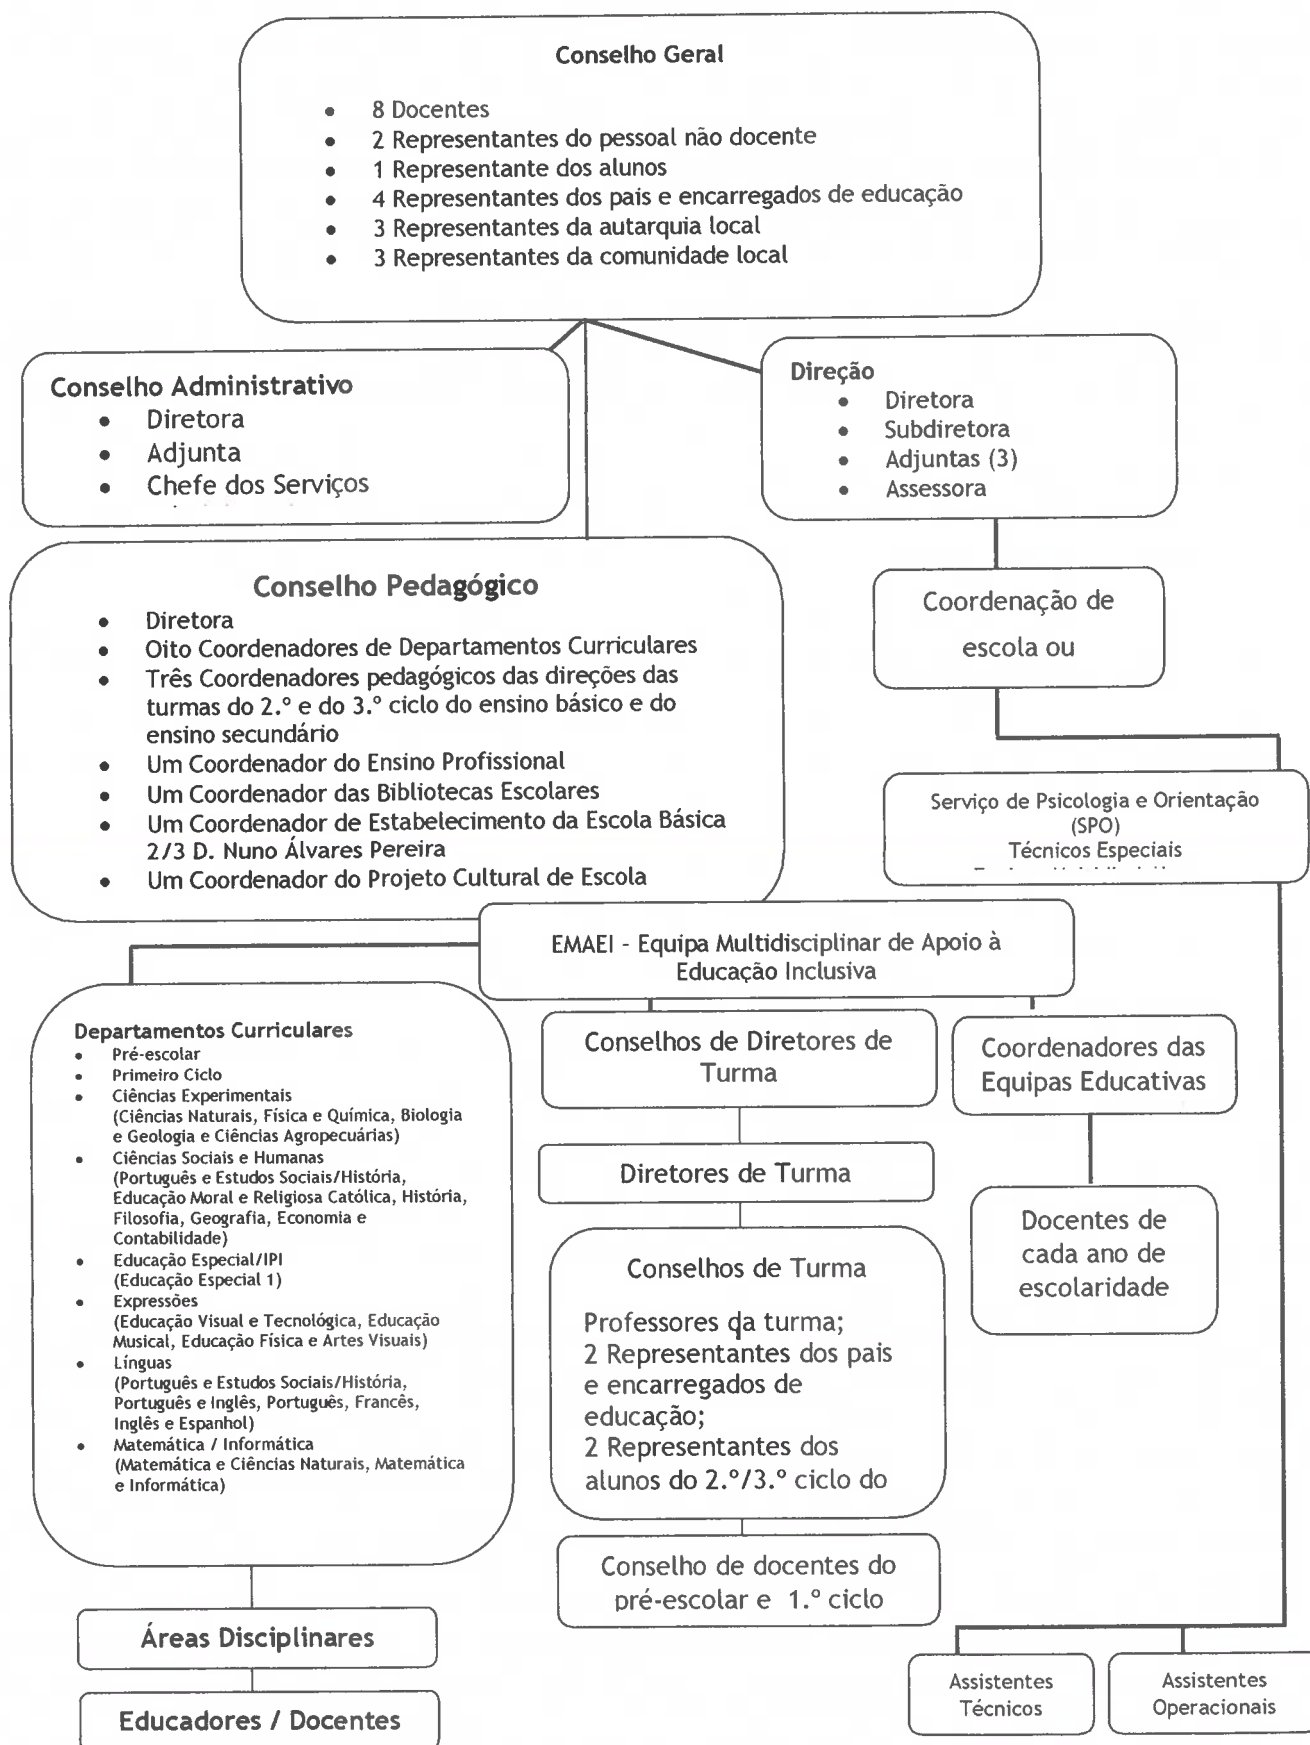 Conselho Geral
• 8 Docentes
• 2 Representantes do pessoal não docente
• 1 Representante dos alunos
• 4 Representantes dos pais e encarregados de educação
• 3 Representantes da autarquia local
• 3 Representantes da comunidade local
Conselho Administrativo
• Diretora
• Adjunta
• Chefe dos Serviços
Direção
• Diretora
• Subdiretora
• Adjuntas (3)
• Assessora
Conselho Pedagógico
• Diretora
• Oito Coordenadores de Departamentos Curriculares
• Três Coordenadores pedagógicos das direções das
turmas do 2.º e do 3.º ciclo do ensino básico e do
ensino secundário
• Um Coordenador do Ensino Profissional
• Um Coordenador das Bibliotecas Escolares
• Um Coordenador de Estabelecimento da Escola Básica
2/3 D. Nuno Álvares Pereira
• Um Coordenador do Projeto Cultural de Escola
Coordenação de
escola ou
Serviço de Psicologia e Orientação
(SPO)
Técnicos Especiais
EMAEI - Equipa Multidisciplinar de Apoio à
Educação Inclusiva
Departamentos Curriculares
• Pré-escolar
• Primeiro Ciclo
• Ciências Experimentais
(Ciências Naturais, Física e Química, Biologia
e Geologia e Ciências Agropecuárias)
• Ciências Sociais e Humanas
(Português e Estudos Sociais/História,
Educação Moral e Religiosa Católica, História,
Filosofia, Geografia, Economia e
Contabilidade)
• Educação Especial/IPI
(Educação Especial 1)
• Expressões
(Educação Visual e Tecnológica, Educação
Musical, Educação Física e Artes Visuais)
• Línguas
(Português e Estudos Sociais/História,
Português e Inglês, Português, Francês,
Inglês e Espanhol)
• Matemática / Informática
(Matemática e Ciências Naturais, Matemática
e Informática)
Áreas Disciplinares
Educadores / Docentes
Conselhos de Diretores de
Turma
Diretores de Turma
Conselhos de Turma
Professores da turma;
2 Representantes dos pais
e encarregados de
educação;
2 Representantes dos
alunos do 2.º/3.º ciclo do
Conselho de docentes do
pré-escolar e 1.º ciclo
Coordenadores das
Equipas Educativas
Docentes de
cada ano de
escolaridade
Assistentes
Técnicos
Assistentes
Operacionais